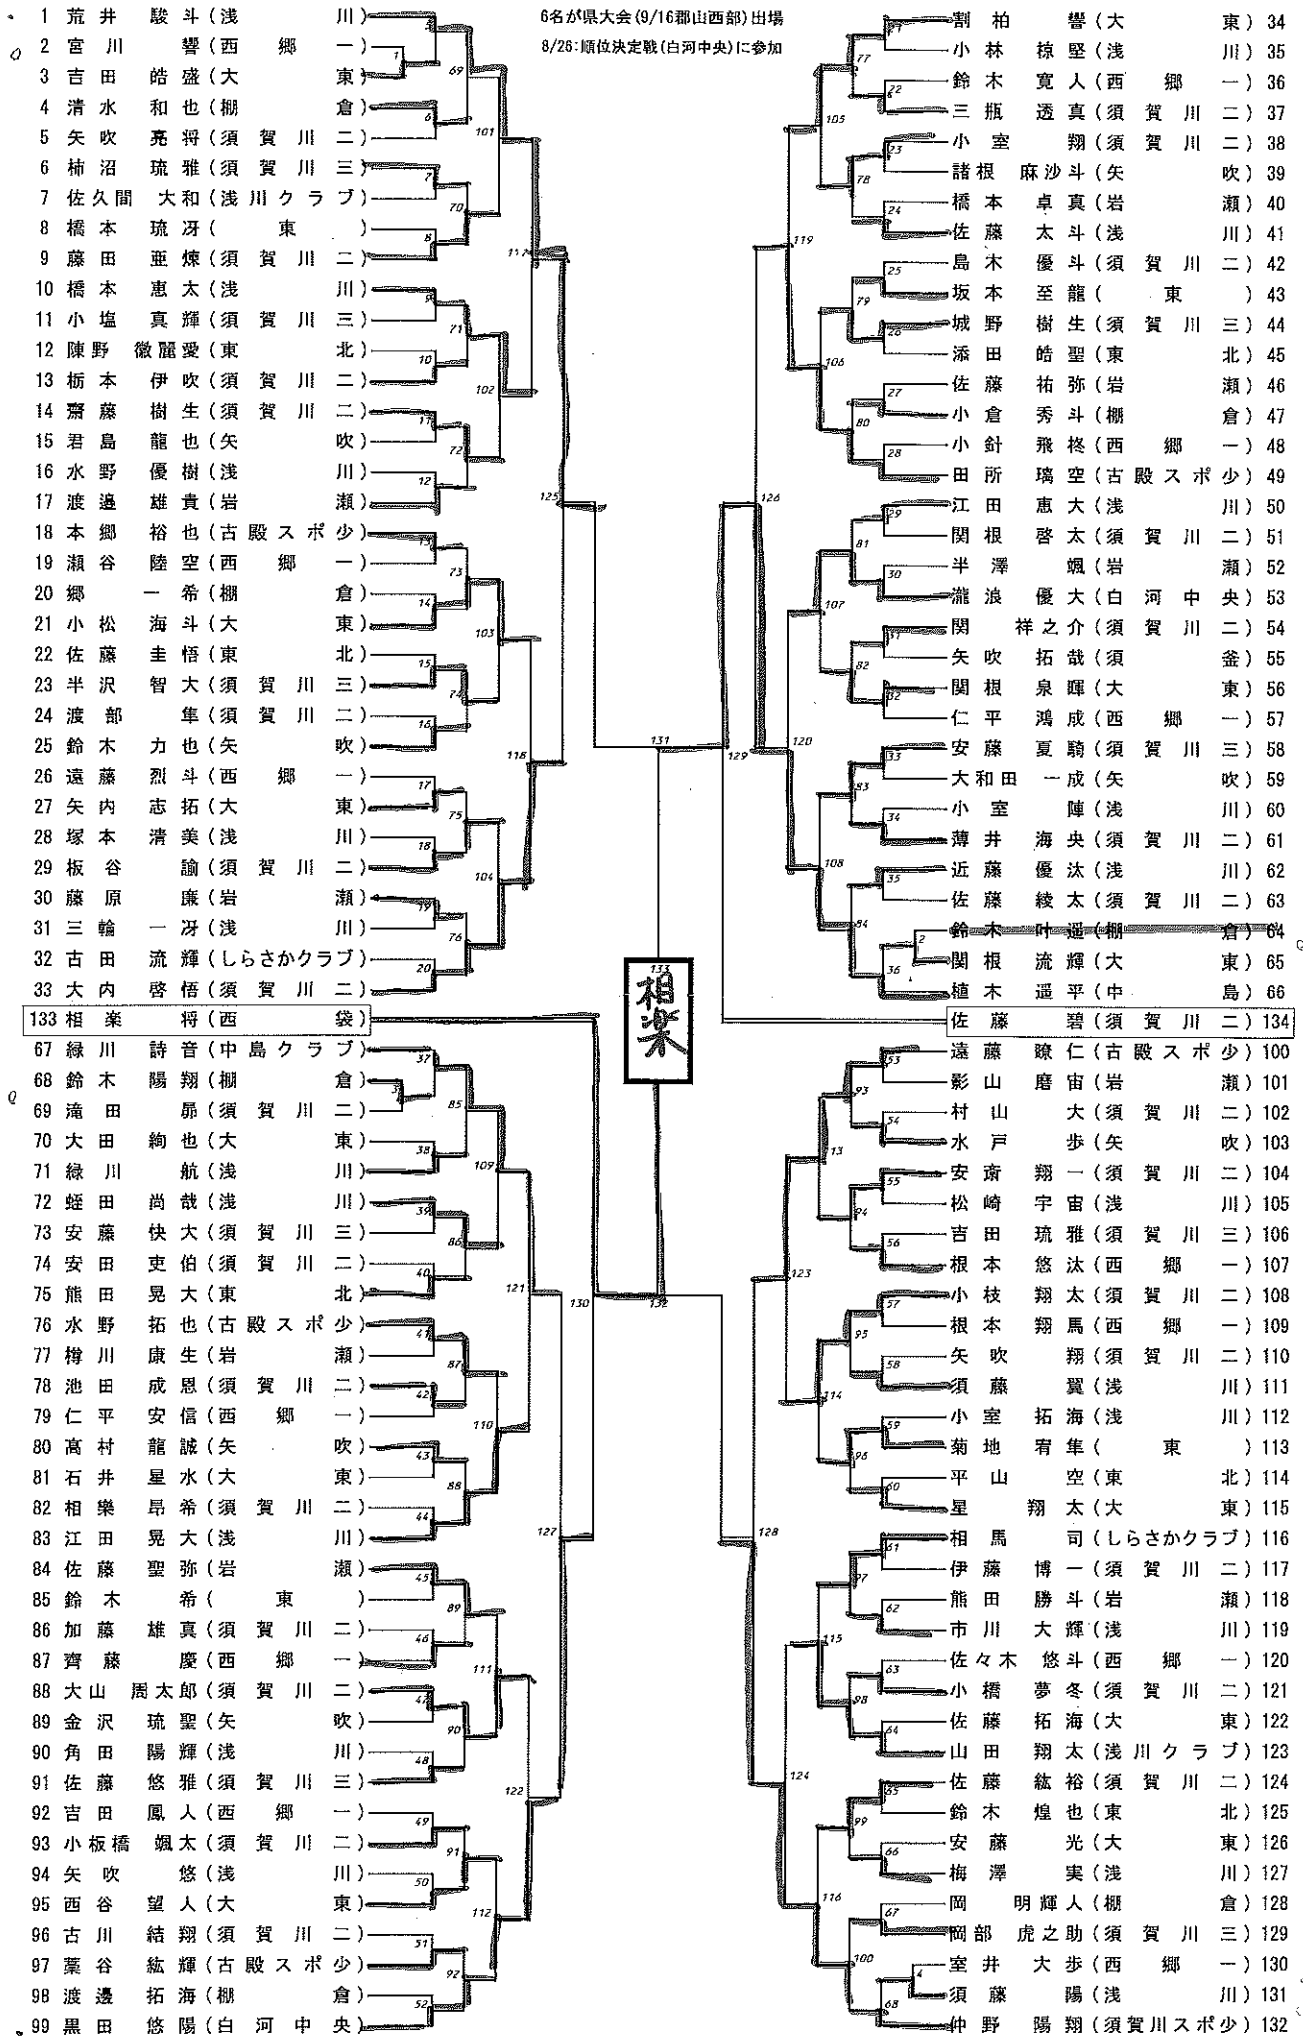 6名が県大会(9/16郡山西部)出場
8/26:順位決定戦(白河中央)に参加
1 荒井 駿斗(浅川)
2 宮川 響(西郷一)
3 吉田 皓盛(大東)
4 清水 和也(棚倉)
5 矢吹 亮将(須賀川二)
6 柿沼 琉雅(須賀川三)
7 佐久間 大和(浅川クラブ)
8 橋本 琉冴(東)
9 藤田 亜煉(須賀川二)
10 橋本 恵太(浅川)
11 小塩 真輝(須賀川三)
12 陳野 徹麗愛(東北)
13 栃本 伊吹(須賀川二)
14 齋藤 樹生(須賀川二)
15 君島 龍也(矢吹)
16 水野 優樹(浅川)
17 渡邉 雄貴(岩瀬)
18 本郷 裕也(古殿スポ少)
19 瀬谷 陸空(西郷一)
20 郷 一希(棚倉)
21 小松 海斗(大東)
22 佐藤 圭悟(東北)
23 半沢 智大(須賀川三)
24 渡部 隼(須賀川二)
25 鈴木 力也(矢吹)
26 遠藤 烈斗(西郷一)
27 矢内 志拓(大東)
28 塚本 清美(浅川)
29 板谷 諭(須賀川二)
30 藤原 廉(岩瀬)
31 三輪 一冴(浅川)
32 古田 流輝(しらさかクラブ)
33 大内 啓悟(須賀川二)
133 相楽 将(西袋)
67 緑川 詩音(中島クラブ)
68 鈴木 陽翔(棚倉)
69 滝田 昴(須賀川二)
70 大田 絢也(大東)
71 緑川 航(浅川)
72 蛭田 尚哉(浅川)
73 安藤 快大(須賀川三)
74 安田 吏伯(須賀川二)
75 熊田 晃大(東北)
76 水野 拓也(古殿スポ少)
77 樽川 康生(岩瀬)
78 池田 成恩(須賀川二)
79 仁平 安信(西郷一)
80 高村 龍誠(矢吹)
81 石井 星水(大東)
82 相樂 昂希(須賀川二)
83 江田 晃大(浅川)
84 佐藤 聖弥(岩瀬)
85 鈴木 希(東)
86 加藤 雄真(須賀川二)
87 齊藤 慶(西郷一)
88 大山 周太郎(須賀川二)
89 金沢 琉聖(矢吹)
90 角田 陽輝(浅川)
91 佐藤 悠雅(須賀川三)
92 吉田 鳳人(西郷一)
93 小板橋 颯太(須賀川二)
94 矢吹 悠(浅川)
95 西谷 望人(大東)
96 古川 結翔(須賀川二)
97 薬谷 紘輝(古殿スポ少)
98 渡邊 拓海(棚倉)
99 黒田 悠陽(白河中央)
133
相楽
割柏 響(大東) 34
小林 椋堅(浅川) 35
鈴木 寛人(西郷一) 36
三瓶 透真(須賀川二) 37
小室 翔(須賀川二) 38
諸根 麻沙斗(矢吹) 39
橋本 卓真(岩瀬) 40
佐藤 太斗(浅川) 41
島木 優斗(須賀川二) 42
坂本 至龍(東) 43
城野 樹生(須賀川三) 44
添田 皓聖(東北) 45
佐藤 祐弥(岩瀬) 46
小倉 秀斗(棚倉) 47
小針 飛柊(西郷一) 48
田所 璃空(古殿スポ少) 49
江田 恵大(浅川) 50
関根 啓太(須賀川二) 51
半澤 颯(岩瀬) 52
瀧浪 優大(白河中央) 53
関 祥之介(須賀川二) 54
矢吹 拓哉(須釜) 55
関根 泉暉(大東) 56
仁平 鴻成(西郷一) 57
安藤 夏騎(須賀川三) 58
大和田 一成(矢吹) 59
小室 陣(浅川) 60
薄井 海央(須賀川二) 61
近藤 優汰(浅川) 62
佐藤 綾太(須賀川二) 63
鈴木 叶遥(棚倉) 64
関根 流輝(大東) 65
植木 遥平(中島) 66
佐藤 碧(須賀川二) 134
遠藤 瞭仁(古殿スポ少) 100
影山 磨宙(岩瀬) 101
村山 大(須賀川二) 102
水戸 歩(矢吹) 103
安斎 翔一(須賀川二) 104
松崎 宇宙(浅川) 105
吉田 琉雅(須賀川三) 106
根本 悠汰(西郷一) 107
小枝 翔太(須賀川二) 108
根本 翔馬(西郷一) 109
矢吹 翔(須賀川二) 110
須藤 翼(浅川) 111
小室 拓海(浅川) 112
菊地 宥隼(東) 113
平山 空(東北) 114
星 翔太(大東) 115
相馬 司(しらさかクラブ) 116
伊藤 博一(須賀川二) 117
熊田 勝斗(岩瀬) 118
市川 大輝(浅川) 119
佐々木 悠斗(西郷一) 120
小橋 夢冬(須賀川二) 121
佐藤 拓海(大東) 122
山田 翔太(浅川クラブ) 123
佐藤 紘裕(須賀川二) 124
鈴木 煌也(東北) 125
安藤 光(大東) 126
梅澤 実(浅川) 127
岡 明輝人(棚倉) 128
岡部 虎之助(須賀川三) 129
室井 大歩(西郷一) 130
須藤 陽(浅川) 131
仲野 陽翔(須賀川スポ少) 132